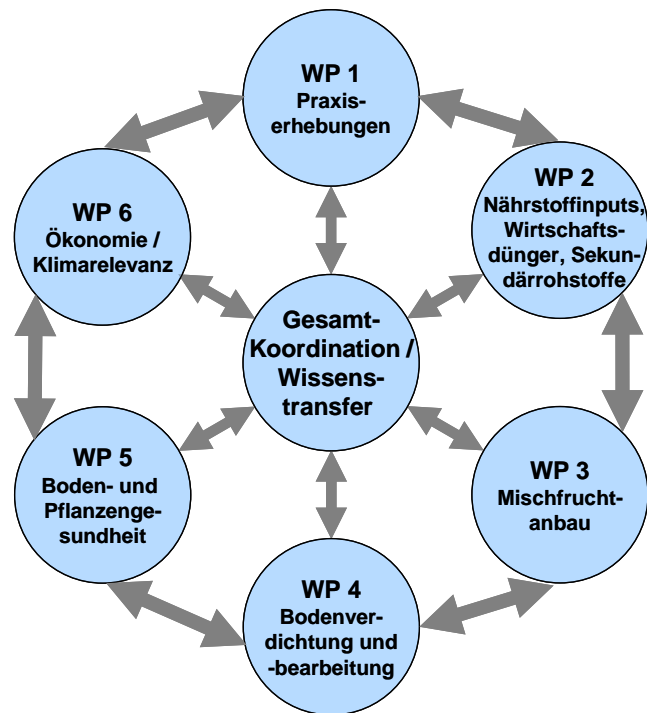 WP 1
Praxis-
erhebungen
WP 2
Nährstoffinputs,
Wirtschafts-
dünger, Sekun-
därrohstoffe
WP 6
Ökonomie /
Klimarelevanz
Gesamt-
Koordination /
Wissens-
transfer
WP 5
Boden- und
Pflanzenge-
sundheit
WP 3
Mischfrucht-
anbau
WP 4
Bodenver-
dichtung und
-bearbeitung